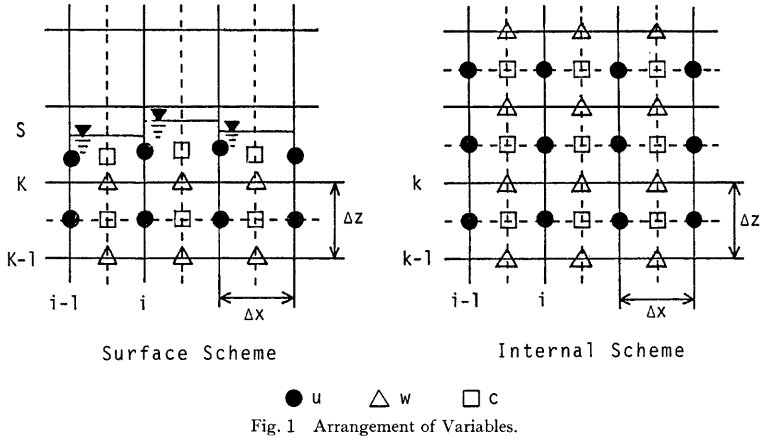 S
K
Δz
K-1
i-1
i
Δx
Surface Scheme
k
Δz
k-1
i-1
i
Δx
Internal Scheme
u w c
Fig. 1 Arrangement of Variables.